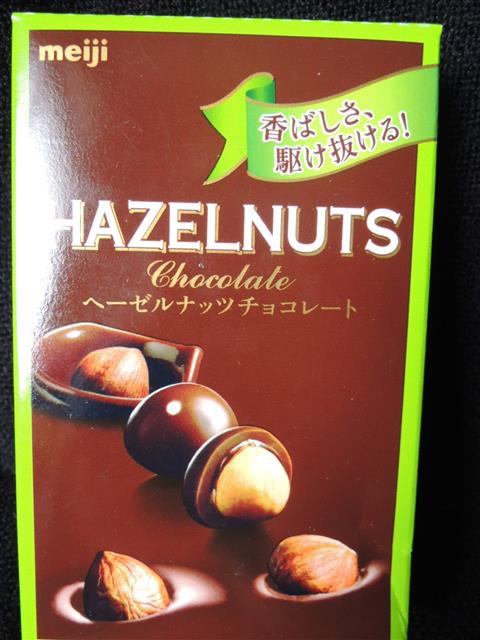 meiji
香ばしさ、
駆け抜ける!
HAZELNUTS
Chocolate
ヘーゼルナッツチョコレート